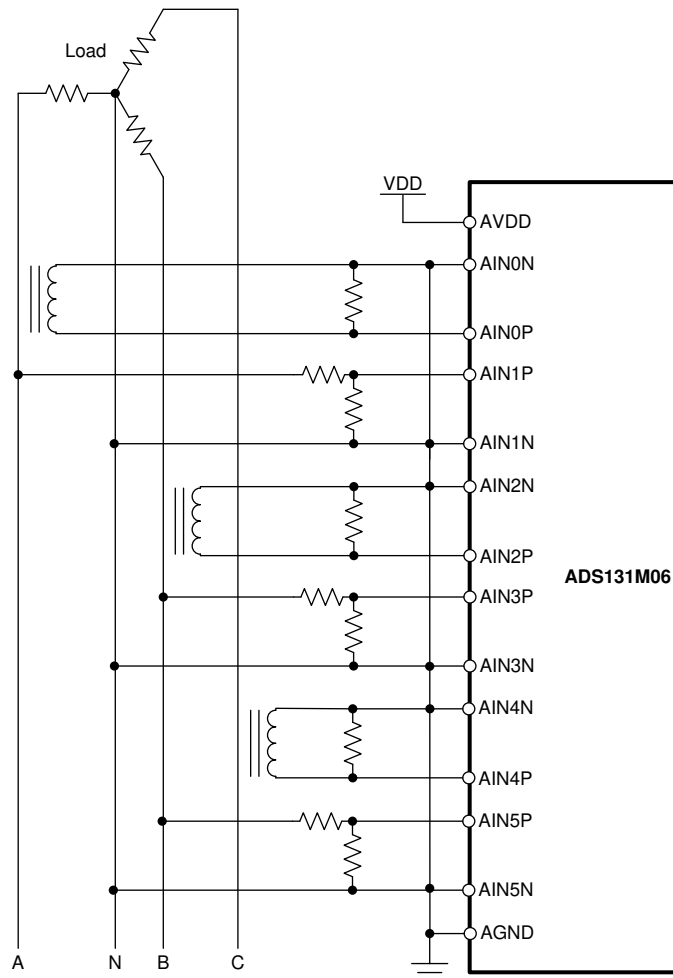 Load
VDD
AVDD
AIN0N
AIN0P
AIN1P
AIN1N
AIN2N
AIN2P
ADS131M06
AIN3P
AIN3N
AIN4N
AIN4P
AIN5P
AIN5N
AGND
A
N
B
C